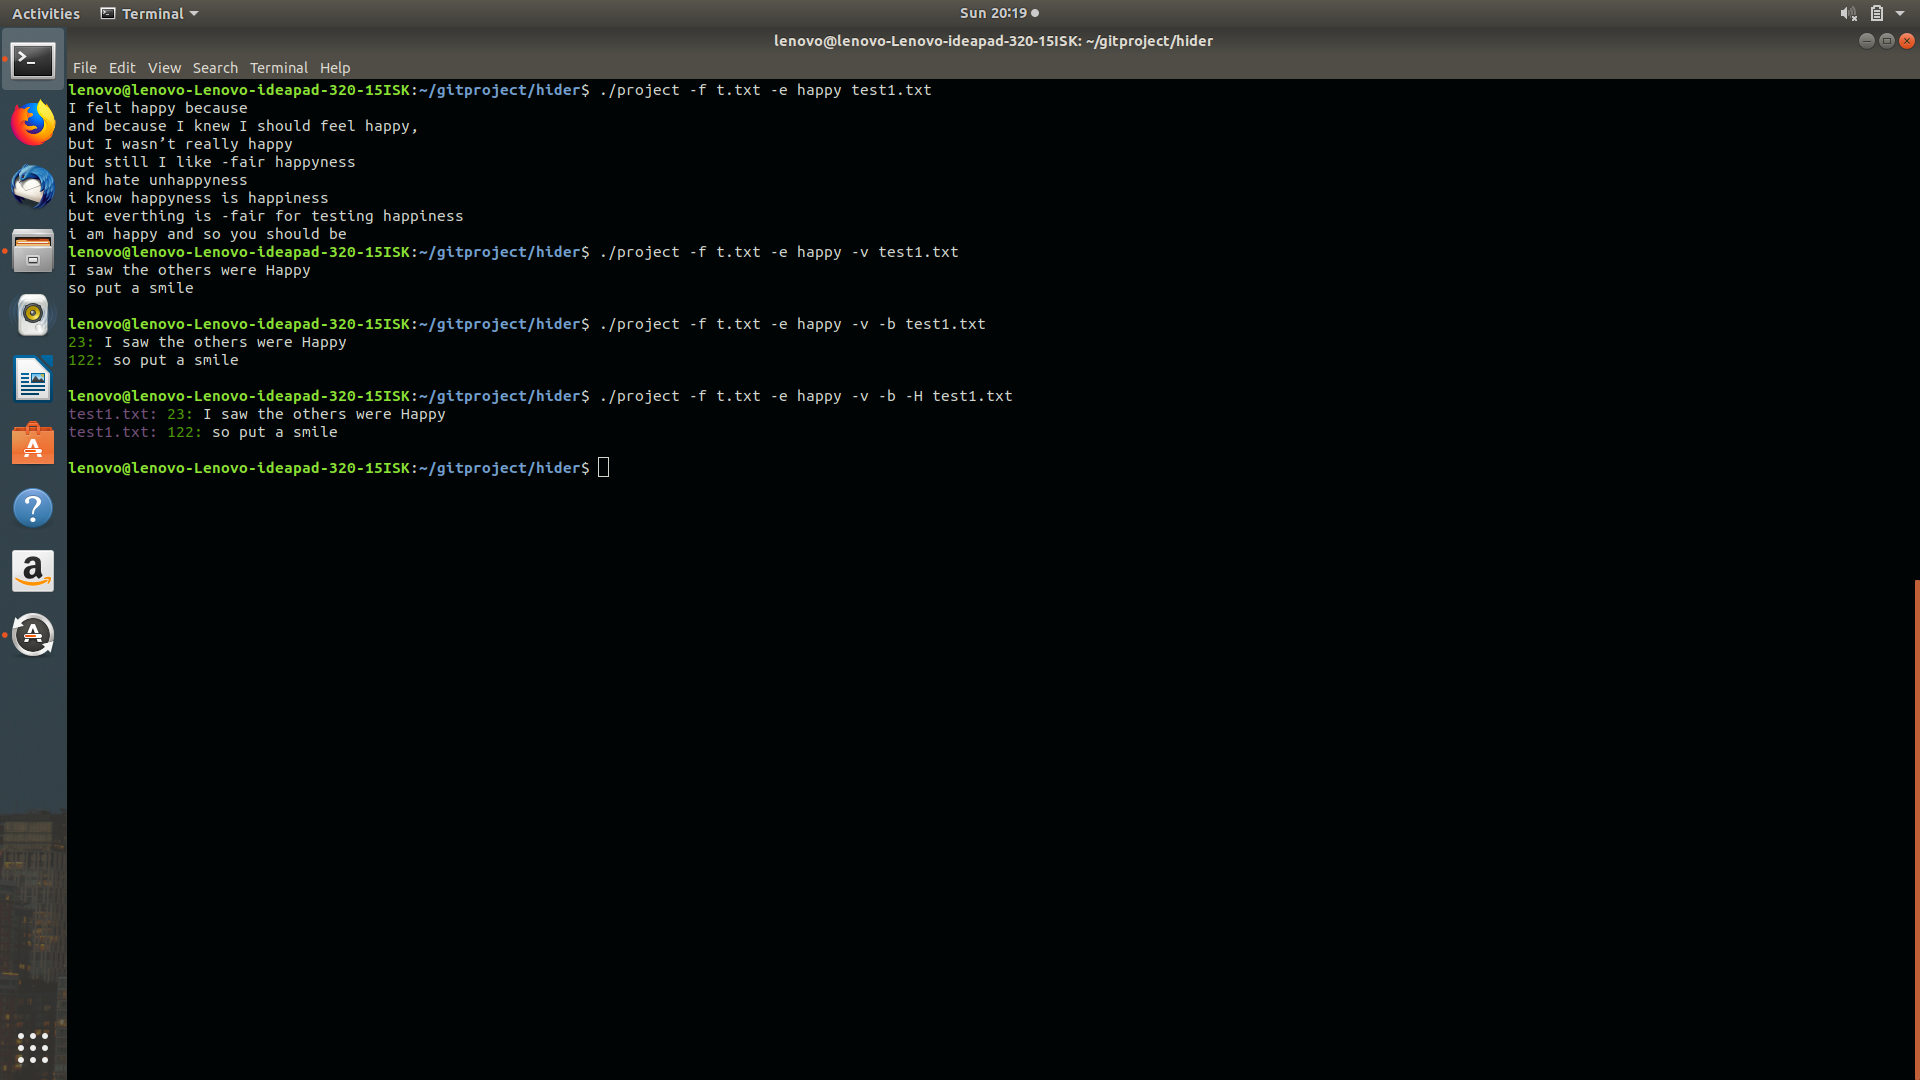 Activities Terminal Sun 20:19
lenovo@lenovo-Lenovo-ideapad-320-15ISK: ~/gitproject/hider
File Edit View Search Terminal Help
lenovo@lenovo-Lenovo-ideapad-320-15ISK:~/gitproject/hider$ ./project -f t.txt -e happy test1.txt
I felt happy because
and because I knew I should feel happy,
but I wasn’t really happy
but still I like -fair happyness
and hate unhappyness
i know happyness is happiness
but everthing is -fair for testing happiness
i am happy and so you should be
lenovo@lenovo-Lenovo-ideapad-320-15ISK:~/gitproject/hider$ ./project -f t.txt -e happy -v test1.txt
I saw the others were Happy
so put a smile
lenovo@lenovo-Lenovo-ideapad-320-15ISK:~/gitproject/hider$ ./project -f t.txt -e happy -v -b test1.txt
23: I saw the others were Happy
122: so put a smile
lenovo@lenovo-Lenovo-ideapad-320-15ISK:~/gitproject/hider$ ./project -f t.txt -e happy -v -b -H test1.txt
test1.txt: 23: I saw the others were Happy
test1.txt: 122: so put a smile
lenovo@lenovo-Lenovo-ideapad-320-15ISK:~/gitproject/hider$